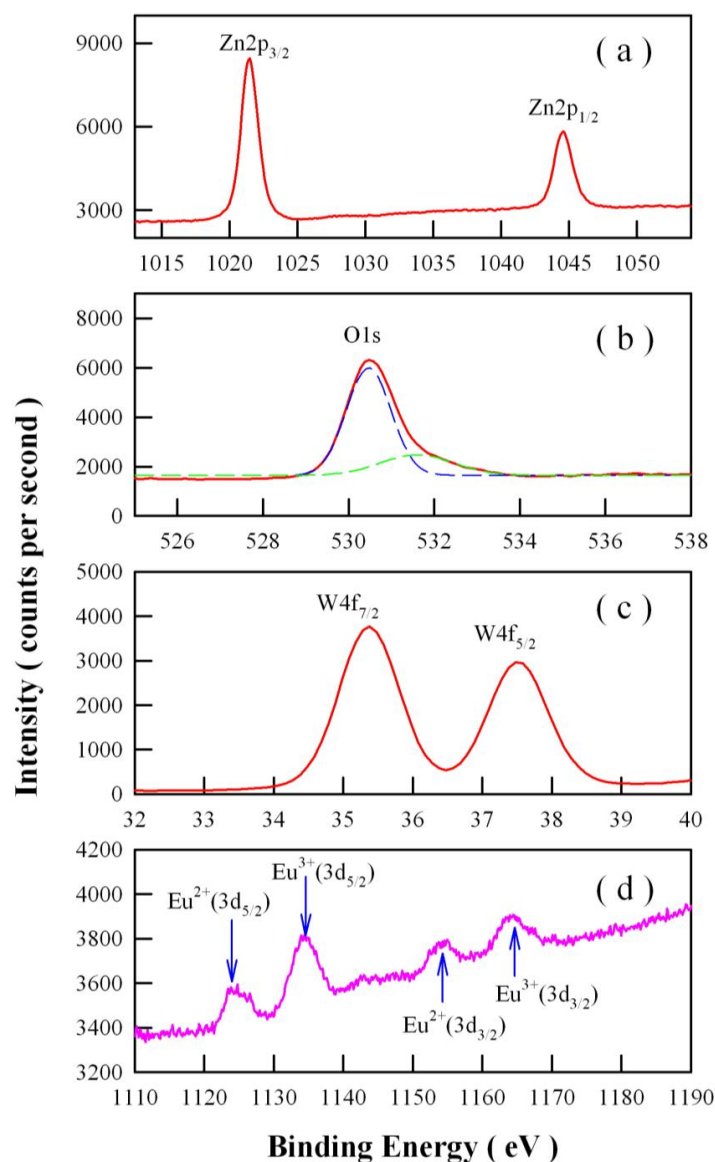 Intensity ( counts per second)
( a )
Zn2p3/2
Zn2p1/2
9000
6000
3000
1015 1020 1025 1030 1035 1040 1045 1050
( b )
O1s
8000
6000
4000
2000
0
526 528 530 532 534 536 538
( c )
W4f7/2
W4f5/2
5000
4000
3000
2000
1000
0
32 33 34 35 36 37 38 39 40
( d )
Eu3+(3d5/2)
Eu2+(3d5/2)
Eu3+(3d3/2)
Eu2+(3d3/2)
4200
4000
3800
3600
3400
3200
1110 1120 1130 1140 1150 1160 1170 1180 1190
Binding Energy ( eV )